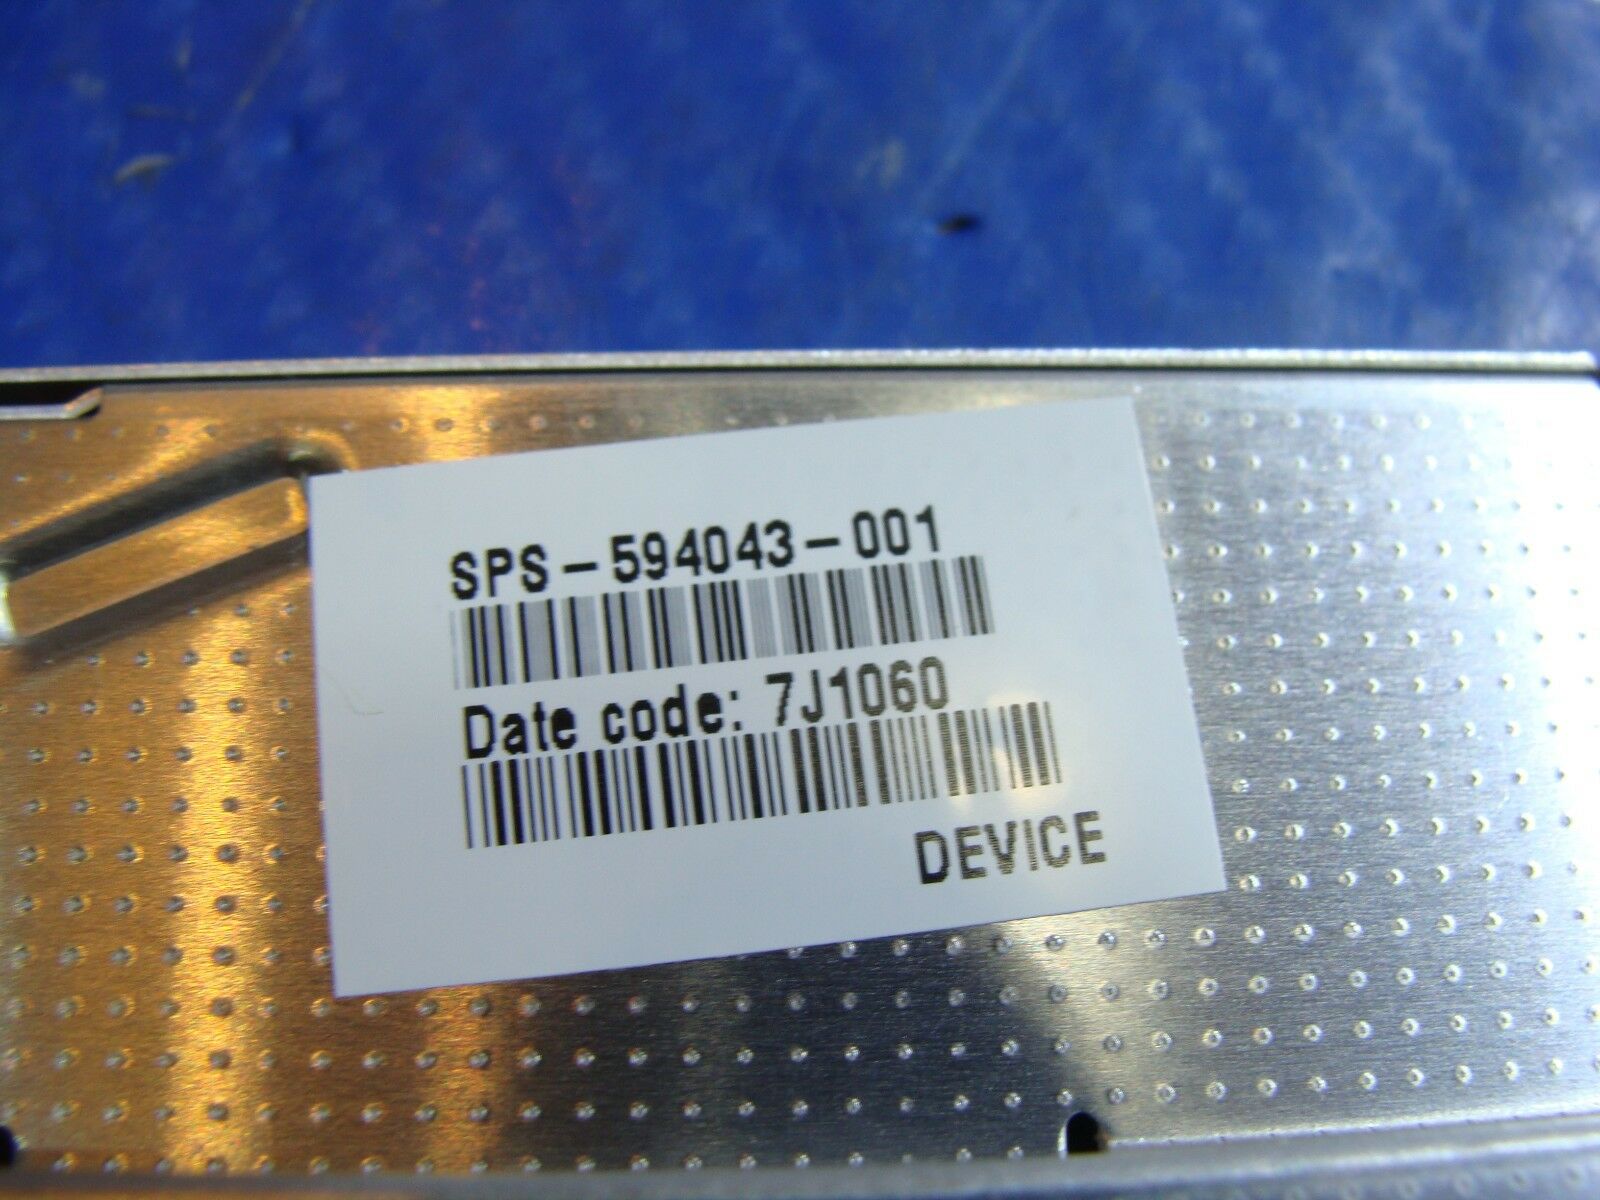 SPS-594043-001
Date code: 7J1060
DEVICE